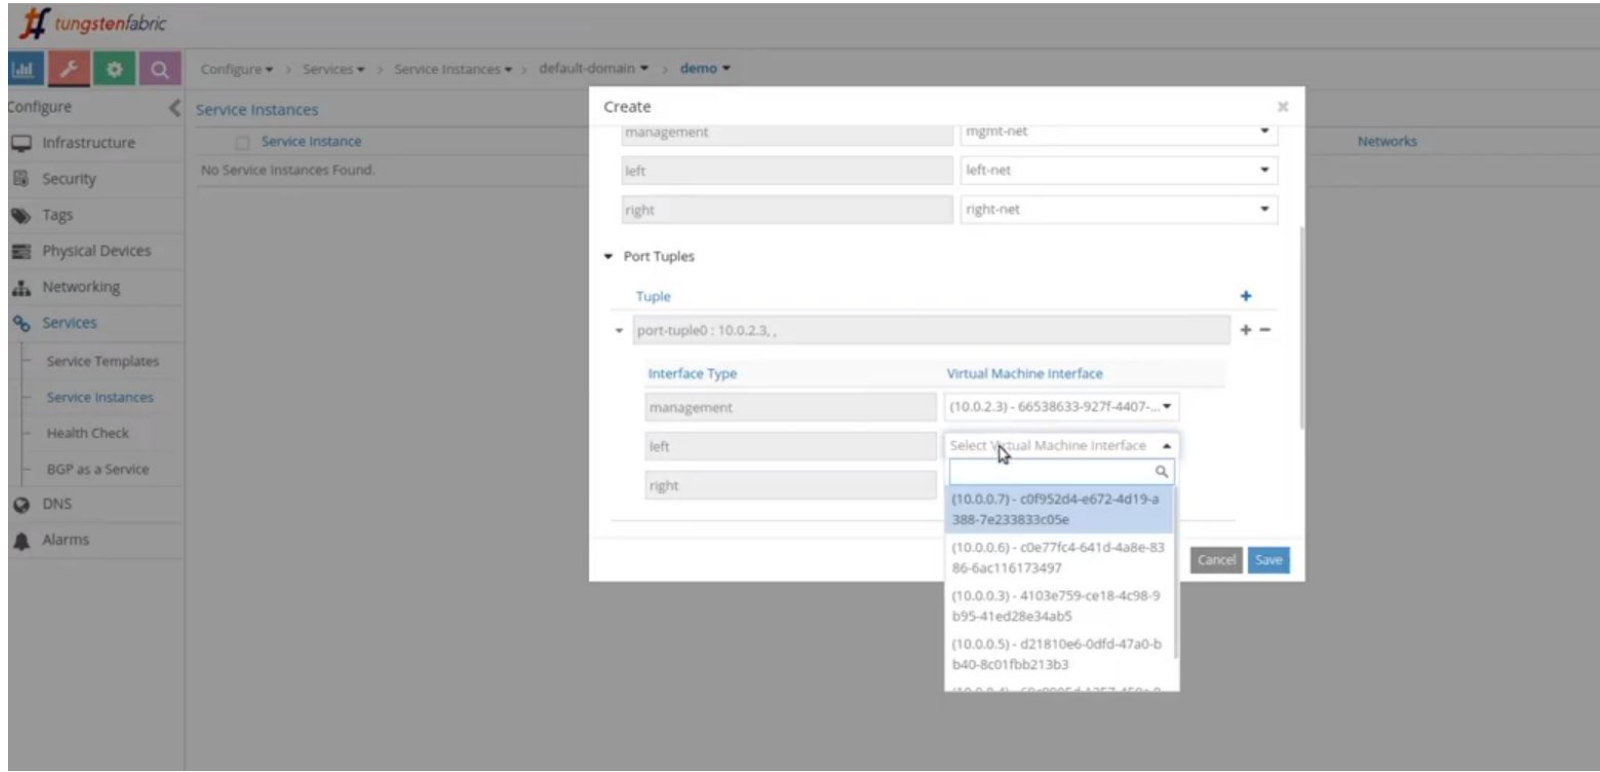 tungstenfabric
Configure > Services > Service Instances > default-domain > demo
Configure
Infrastructure
Security
Tags
Physical Devices
Networking
Services
Service Templates
Service Instances
Health Check
BGP as a Service
DNS
Alarms
Service Instances
Service Instance
Networks
No Service Instances Found.
Create
management mgmt-net
left left-net
right right-net
Port Tuples
Tuple
port-tuple0 : 10.0.2.3, ,
Interface Type Virtual Machine Interface
management (10.0.2.3) - 66538633-927f-4407-...
left Select Virtual Machine Interface
right
(10.0.0.7) - c0f952d4-e672-4d19-a
388-7e233833c05e
(10.0.0.6) - c0e77fc4-641d-4a8e-83
86-6ac116173497
(10.0.0.3) - 4103e759-ce18-4c98-9
b95-41ed28e34ab5
(10.0.0.5) - d21810e6-0dfd-47a0-b
b40-8c01fbb213b3
Cancel Save